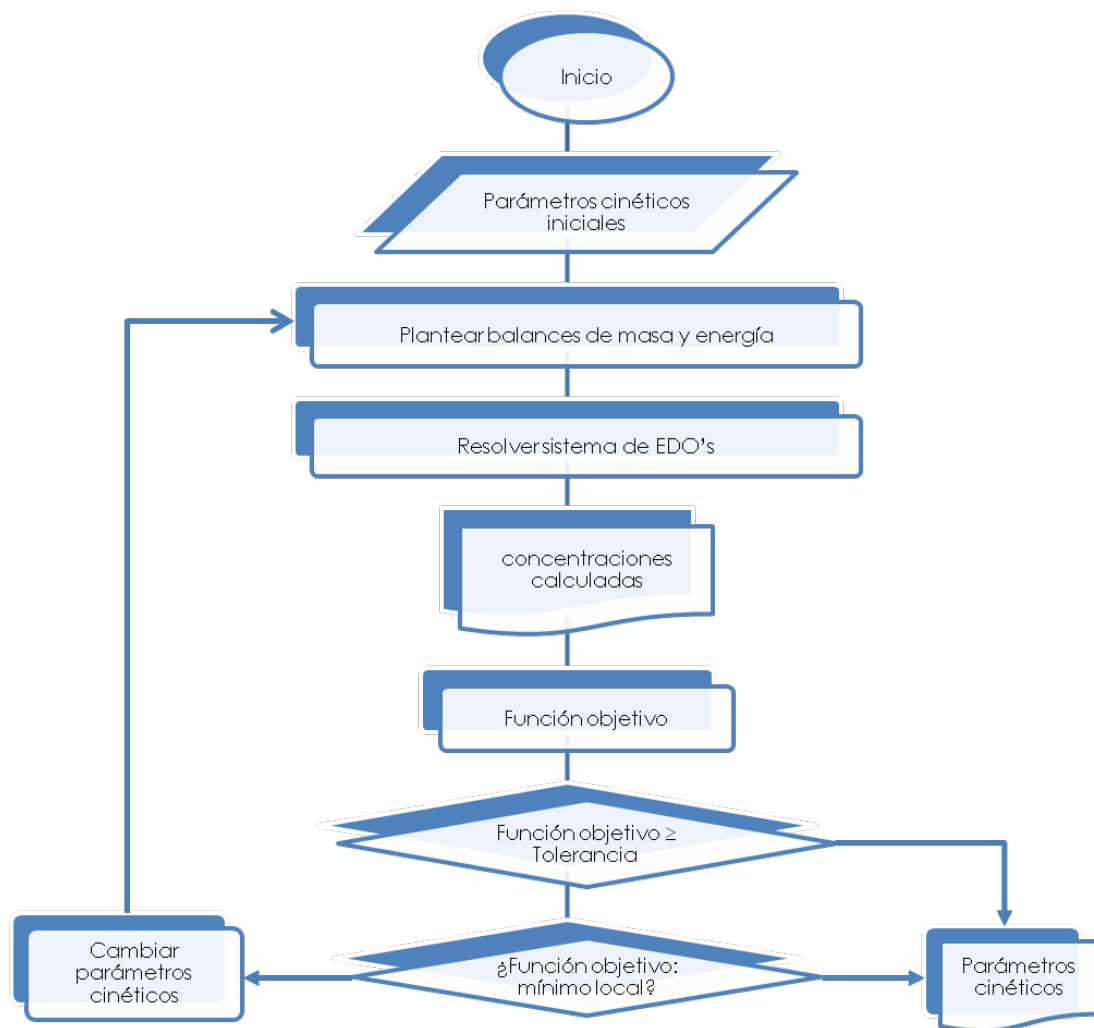 Inicio
Parámetros cinéticos
iniciales
Plantear balances de masa y energía
Resolver sistema de EDO's
concentraciones
calculadas
Función objetivo
Función objetivo ≥
Tolerancia
¿Función objetivo:
mínimo local?
Cambiar
parámetros
cinéticos
Parámetros
cinéticos